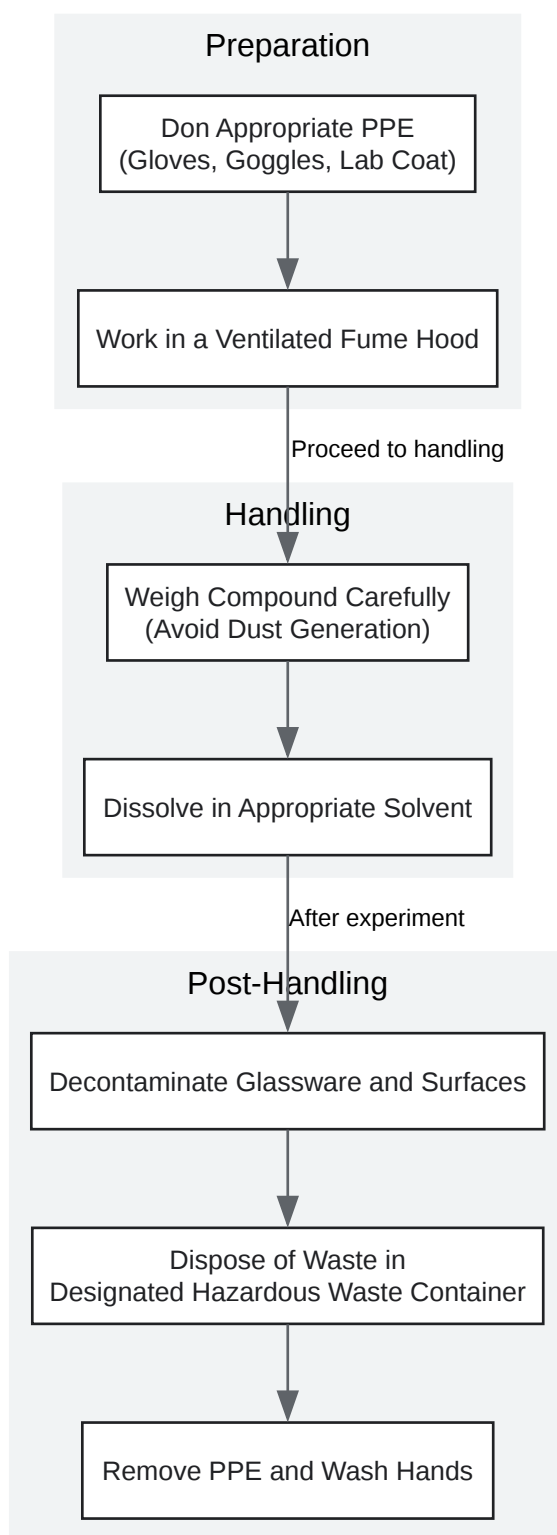 Preparation
Don Appropriate PPE
(Gloves, Goggles, Lab Coat)
Work in a Ventilated Fume Hood
Proceed to handling
Handling
Weigh Compound Carefully
(Avoid Dust Generation)
Dissolve in Appropriate Solvent
After experiment
Post-Handling
Decontaminate Glassware and Surfaces
Dispose of Waste in
Designated Hazardous Waste Container
Remove PPE and Wash Hands